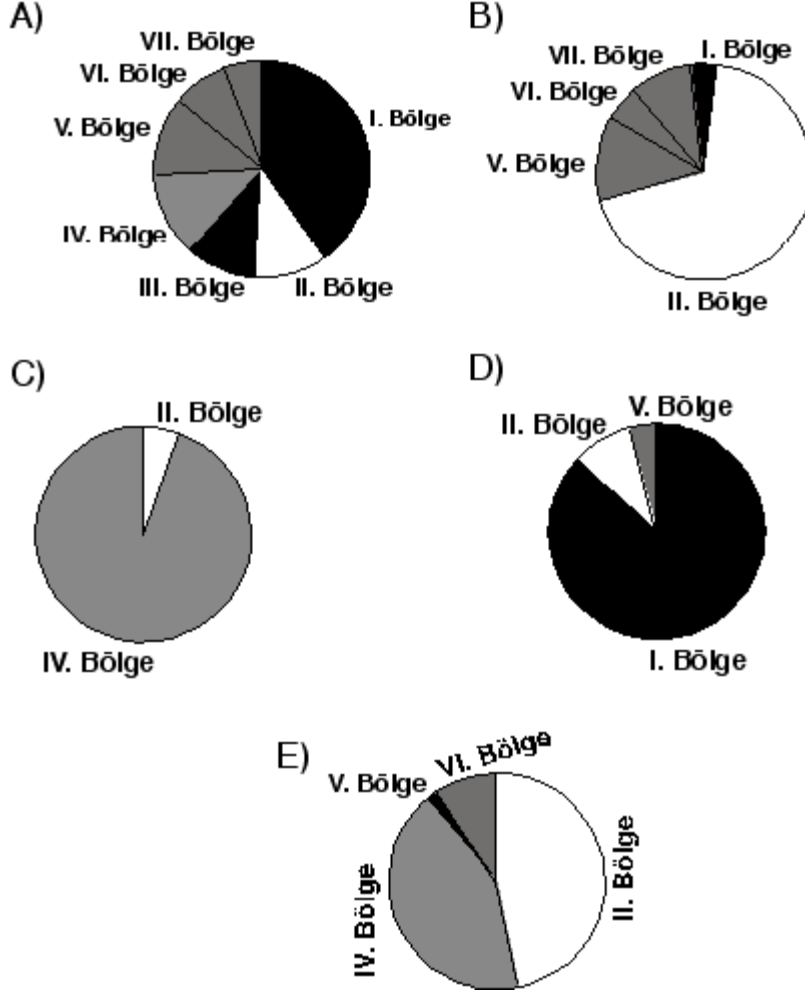 A)
VII. Bölge
VI. Bölge
V. Bölge
IV. Bölge
III. Bölge
II. Bölge
I. Bölge
B)
I. Bölge
VII. Bölge
VI. Bölge
V. Bölge
II. Bölge
C)
II. Bölge
IV. Bölge
D)
V. Bölge
II. Bölge
I. Bölge
E)
VI. Bölge
V. Bölge
IV. Bölge
II. Bölge